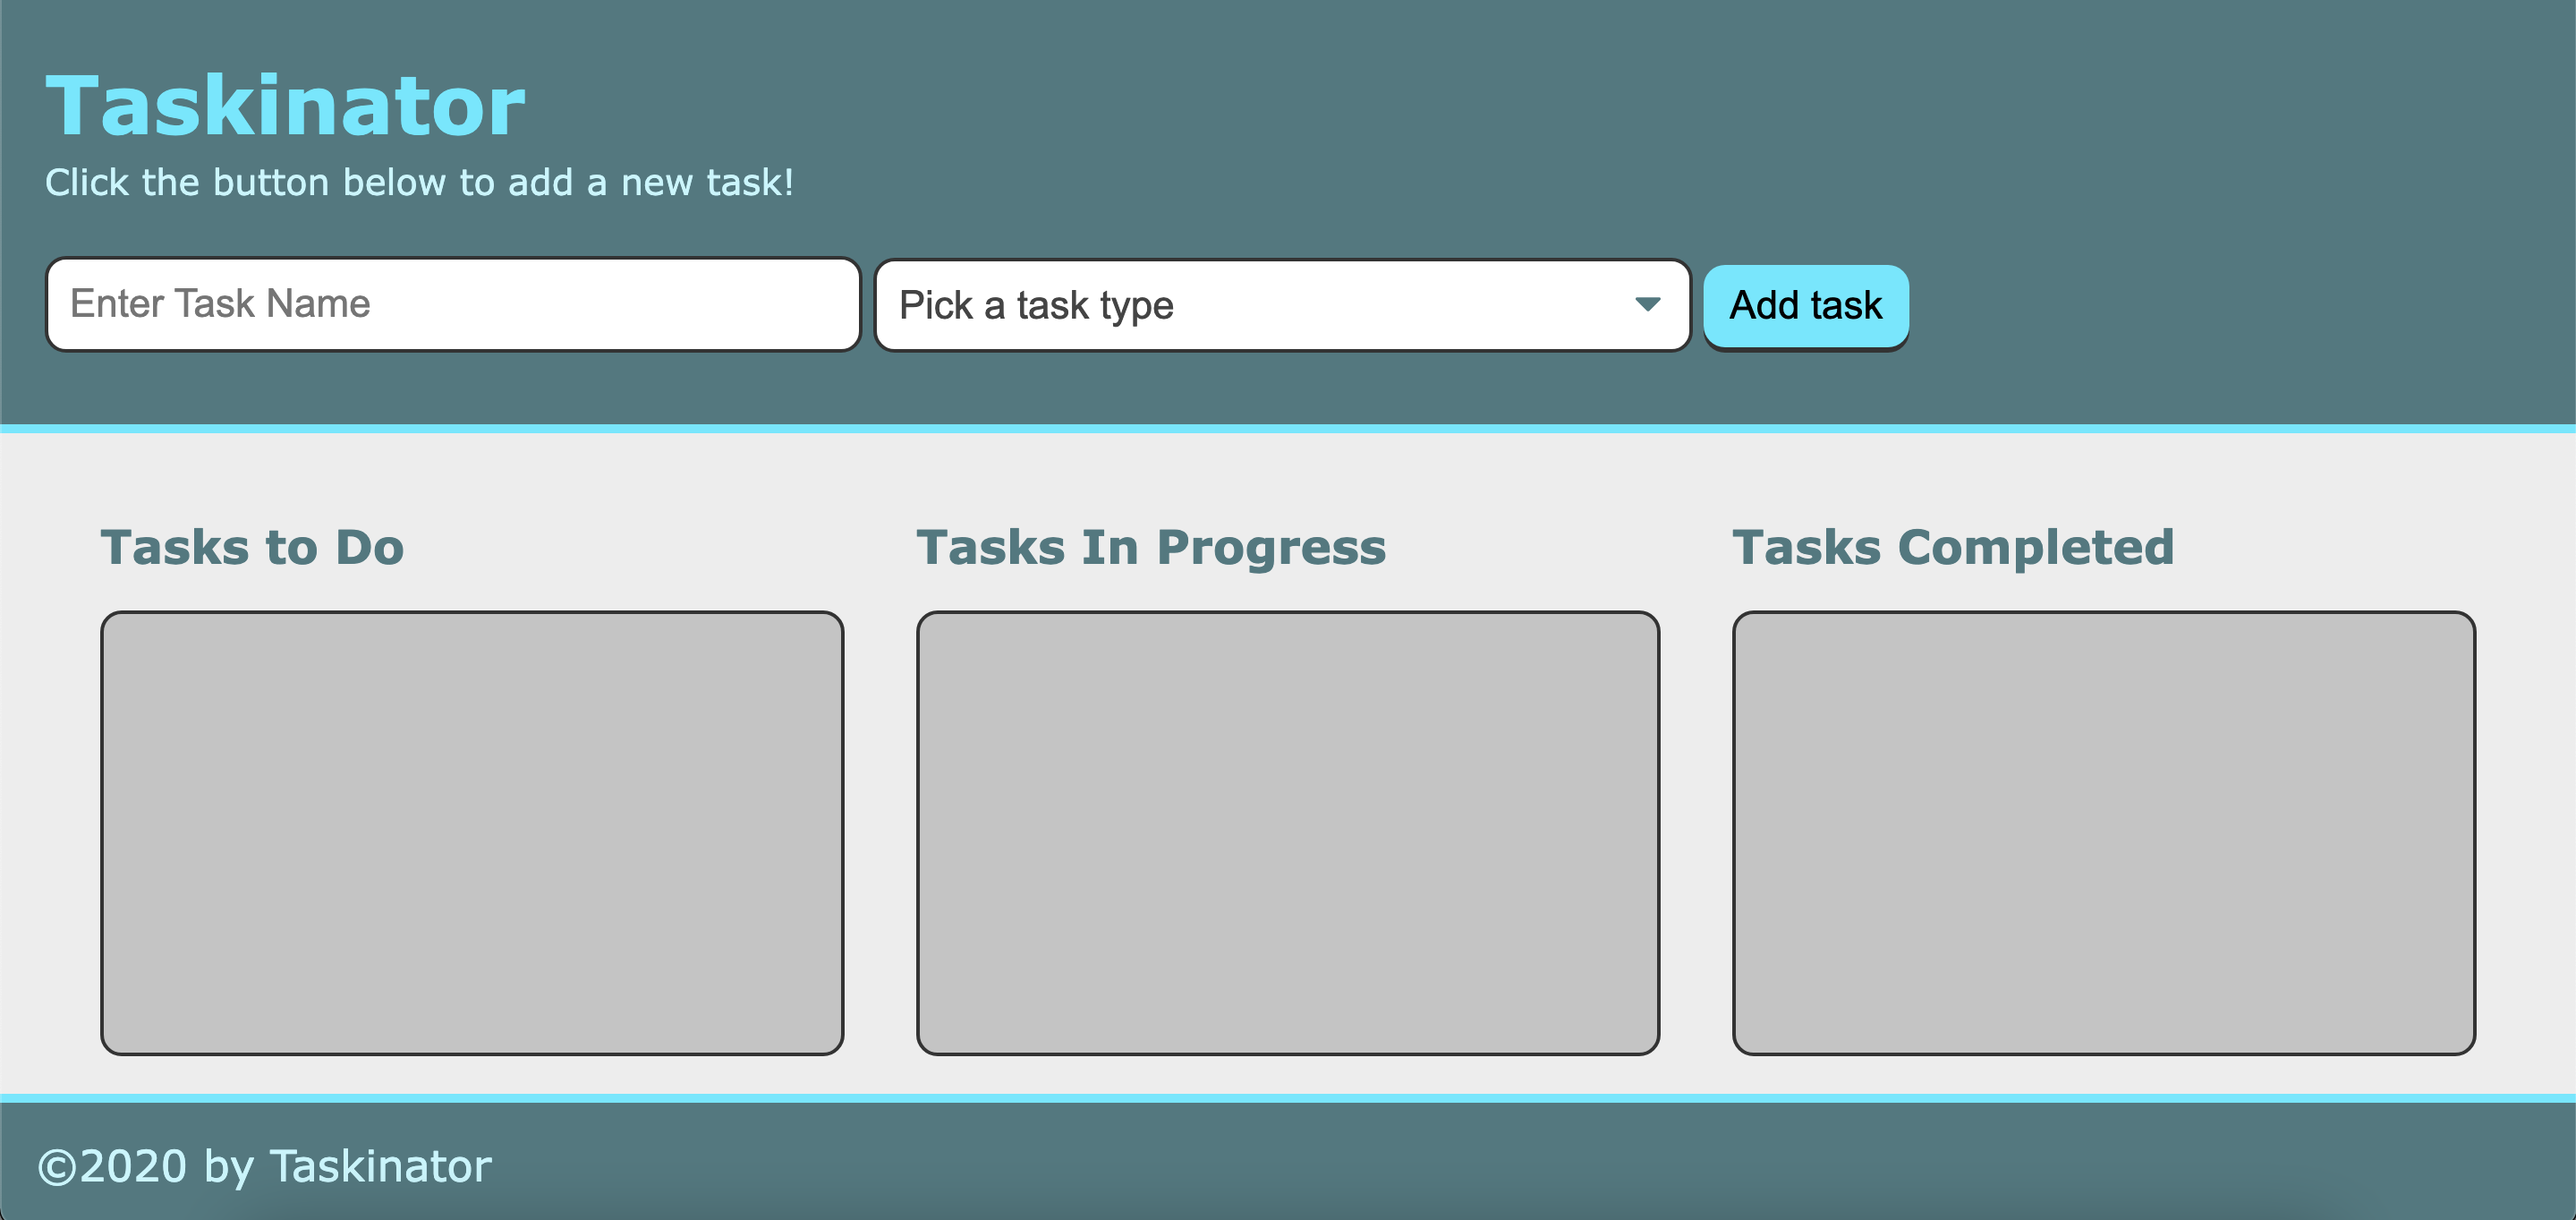 Taskinator
Click the button below to add a new task!
Enter Task Name
Pick a task type
Add task
Tasks to Do
Tasks In Progress
Tasks Completed
©2020 by Taskinator